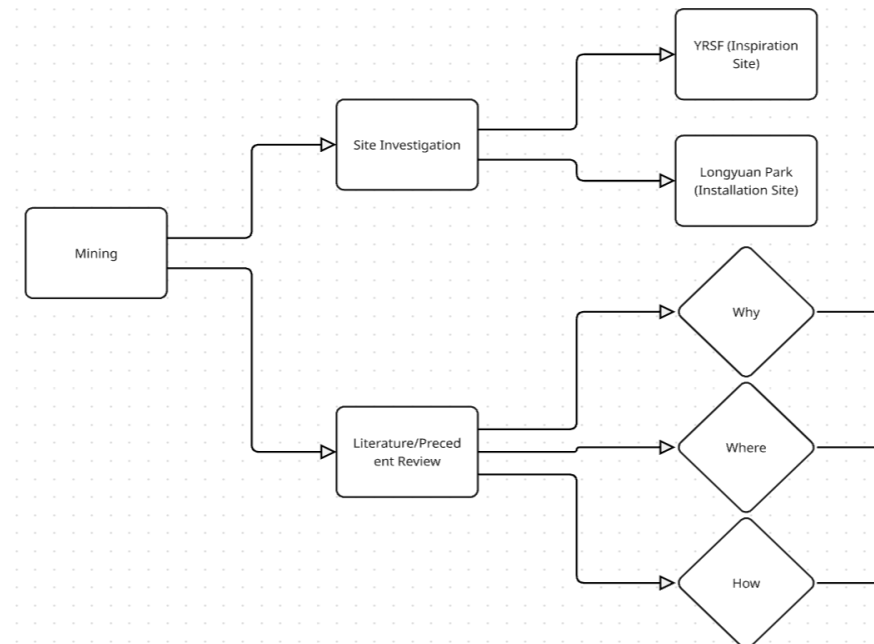 YRSF (Inspiration
Site)
Site Investigation
Longyuan Park
(Installation Site)
Mining
Why
Literature/Preced
ent Review
Where
How